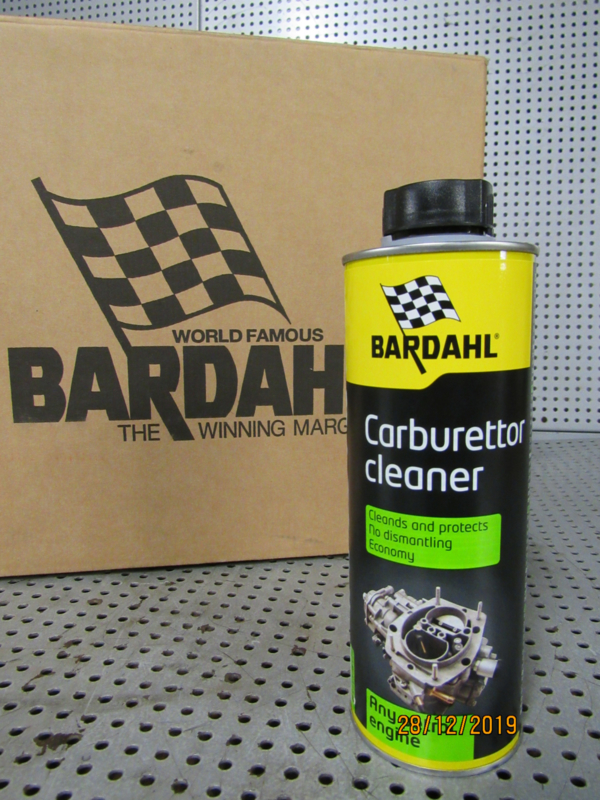 WORLD FAMOUS
BARDAH
THE WINNING MARG
BARDAHL®
Carburettor
cleaner
Cleands and protects
No dismantling
Economy
Any
engine
28/12/2019